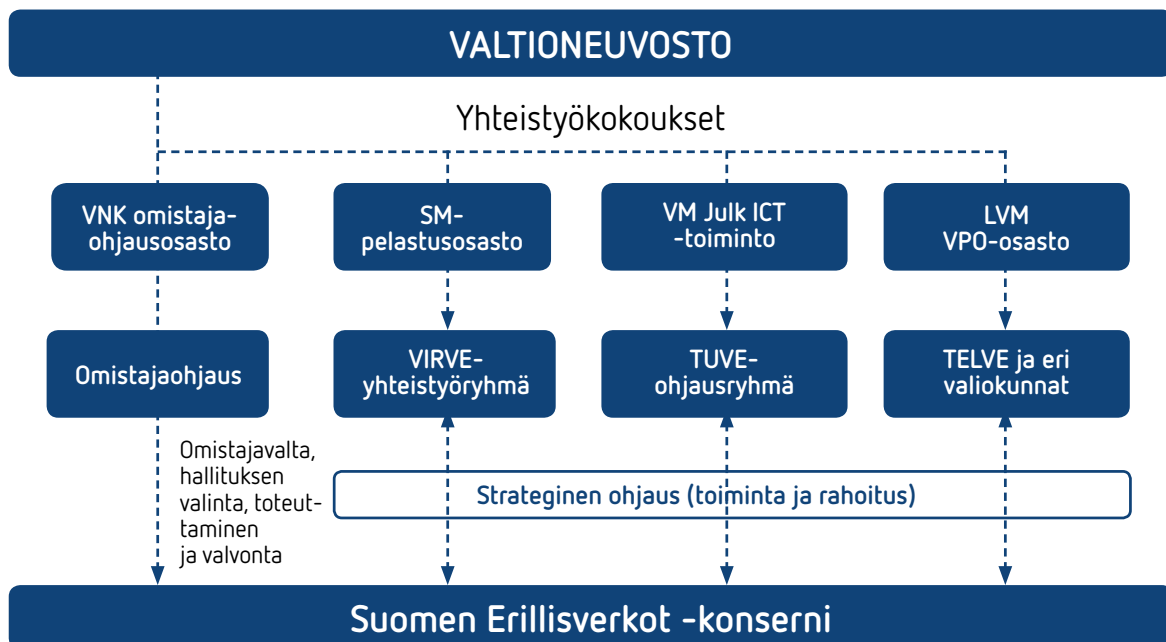 VALTIONEUVOSTO
Yhteistyökokoukset
VNK omistaja-
ohjausosasto
SM-
pelastusosasto
VM Julk ICT
-toiminto
LVM
VPO-osasto
Omistajaohjaus
VIRVE-
yhteistyöryhmä
TUVE-
ohjausryhmä
TELVE ja eri
valiokunnat
Omistajavalta,
hallituksen
valinta, toteut-
taminen
ja valvonta
Strateginen ohjaus (toiminta ja rahoitus)
Suomen Erillisverkot -konserni